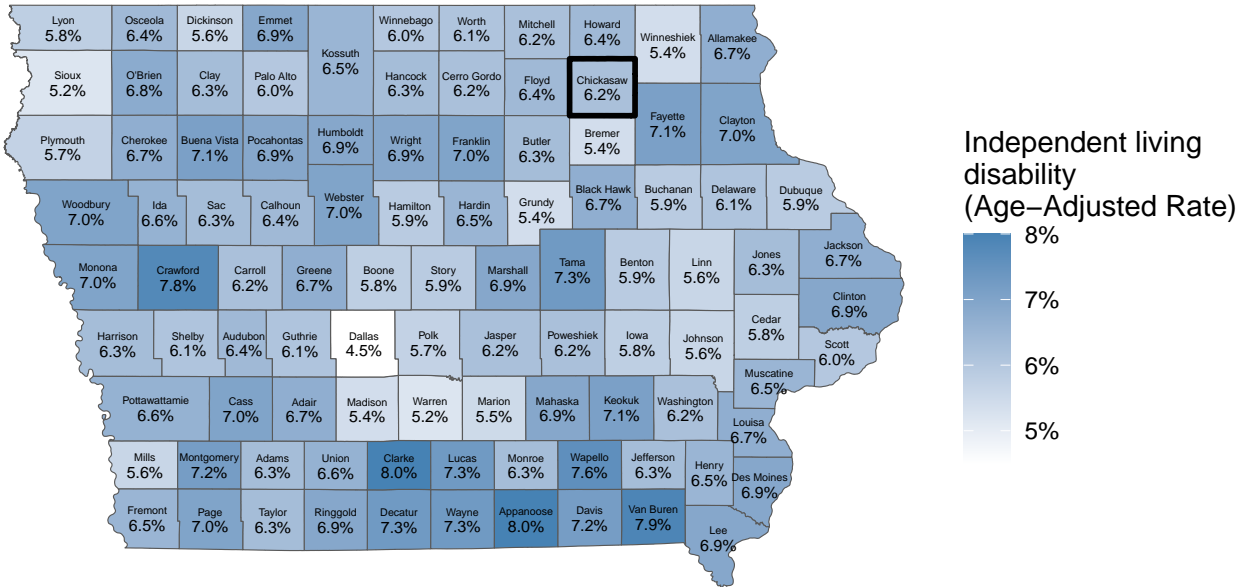 Lyon
5.8%
Osceola
6.4%
Dickinson
5.6%
Emmet
6.9%
Kossuth
6.5%
Winnebago
6.0%
Worth
6.1%
Mitchell
6.2%
Howard
6.4%
Winneshiek
5.4%
Allamakee
6.7%
Sioux
5.2%
O'Brien
6.8%
Clay
6.3%
Palo Alto
6.0%
Hancock
6.3%
Cerro Gordo
6.2%
Floyd
6.4%
Chickasaw
6.2%
Fayette
7.1%
Clayton
7.0%
Plymouth
5.7%
Cherokee
6.7%
Buena Vista
7.1%
Pocahontas
6.9%
Humboldt
6.9%
Wright
6.9%
Franklin
7.0%
Butler
6.3%
Bremer
5.4%
Woodbury
7.0%
Ida
6.6%
Sac
6.3%
Calhoun
6.4%
Webster
7.0%
Hamilton
5.9%
Hardin
6.5%
Grundy
5.4%
Black Hawk
6.7%
Buchanan
5.9%
Delaware
6.1%
Dubuque
5.9%
Monona
7.0%
Crawford
7.8%
Carroll
6.2%
Greene
6.7%
Boone
5.8%
Story
5.9%
Marshall
6.9%
Tama
7.3%
Benton
5.9%
Linn
5.6%
Jones
6.3%
Jackson
6.7%
Clinton
6.9%
Harrison
6.3%
Shelby
6.1%
Audubon
6.4%
Guthrie
6.1%
Dallas
4.5%
Polk
5.7%
Jasper
6.2%
Poweshiek
6.2%
Iowa
5.8%
Johnson
5.6%
Cedar
5.8%
Scott
6.0%
Muscatine
6.5%
Pottawattamie
6.6%
Cass
7.0%
Adair
6.7%
Madison
5.4%
Warren
5.2%
Marion
5.5%
Mahaska
6.9%
Keokuk
7.1%
Washington
6.2%
Louisa
6.7%
Mills
5.6%
Montgomery
7.2%
Adams
6.3%
Union
6.6%
Clarke
8.0%
Lucas
7.3%
Monroe
6.3%
Wapello
7.6%
Jefferson
6.3%
Henry
6.5%
Des Moines
6.9%
Fremont
6.5%
Page
7.0%
Taylor
6.3%
Ringgold
6.9%
Decatur
7.3%
Wayne
7.3%
Appanoose
8.0%
Davis
7.2%
Van Buren
7.9%
Lee
6.9%
Independent living
disability
(Age−Adjusted Rate)
8%
7%
6%
5%